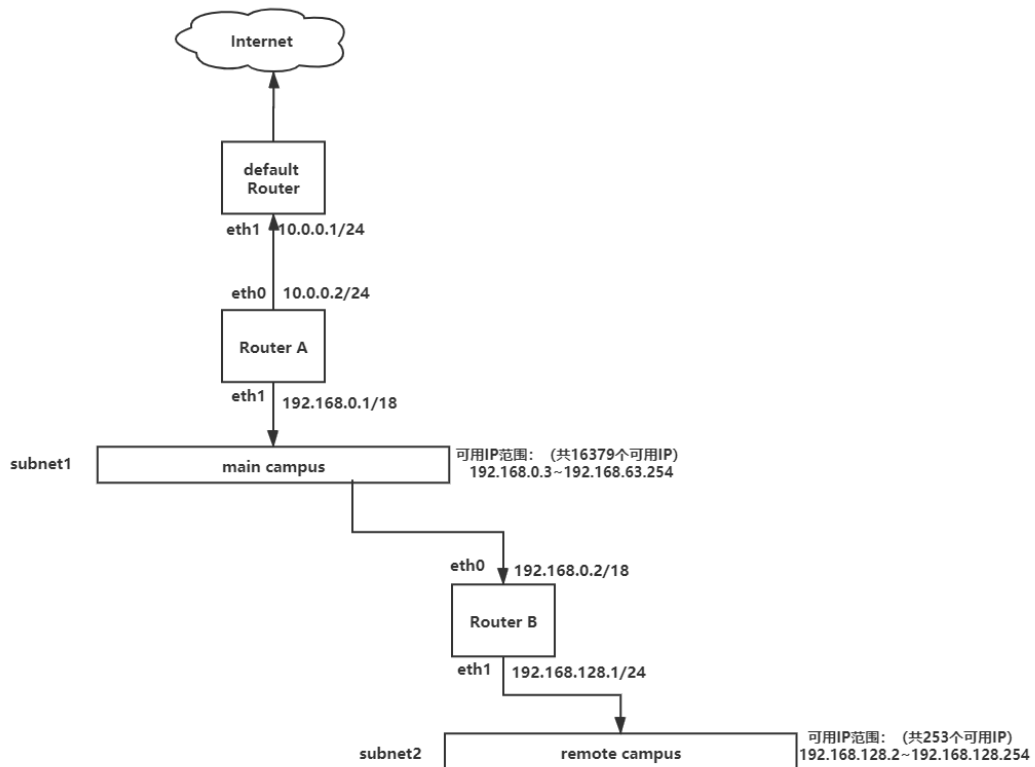 Internet
default
Router
eth1 10.0.0.1/24
eth0 10.0.0.2/24
Router A
eth1 192.168.0.1/18
subnet1
main campus
可用IP范围：（共16379个可用IP）
192.168.0.3~192.168.63.254
eth0 192.168.0.2/18
Router B
eth1 192.168.128.1/24
subnet2
remote campus
可用IP范围：（共253个可用IP）
192.168.128.2~192.168.128.254